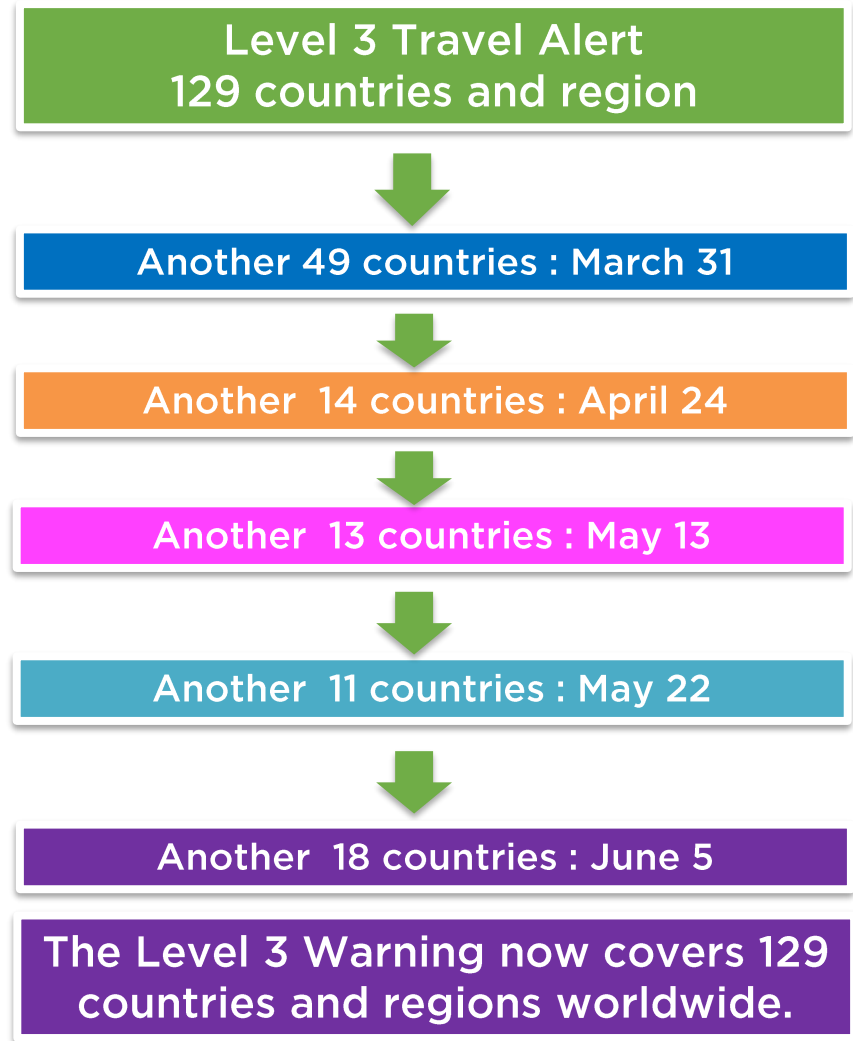 Level 3 Travel Alert
129 countries and region
Another 49 countries : March 31
Another  14 countries : April 24
Another  13 countries : May 13
Another  11 countries : May 22
Another  18 countries : June 5
The Level 3 Warning now covers 129
countries and regions worldwide.